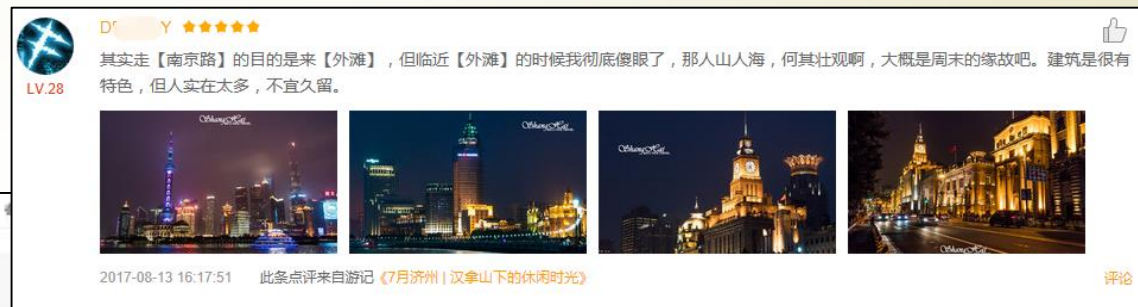 D Y
LV.28
其实走【南京路】的目的是来【外滩】，但临近【外滩】的时候我彻底傻眼了，那人山人海，何其壮观啊，大概是周末的缘故吧。建筑是很有
特色，但人实在太多，不宜久留。
ShangHai
ShangHai
ShangHai
ShangHai
2017-08-13 16:17:51 此条点评来自游记《7月济州 | 汉拿山下的休闲时光》
评论